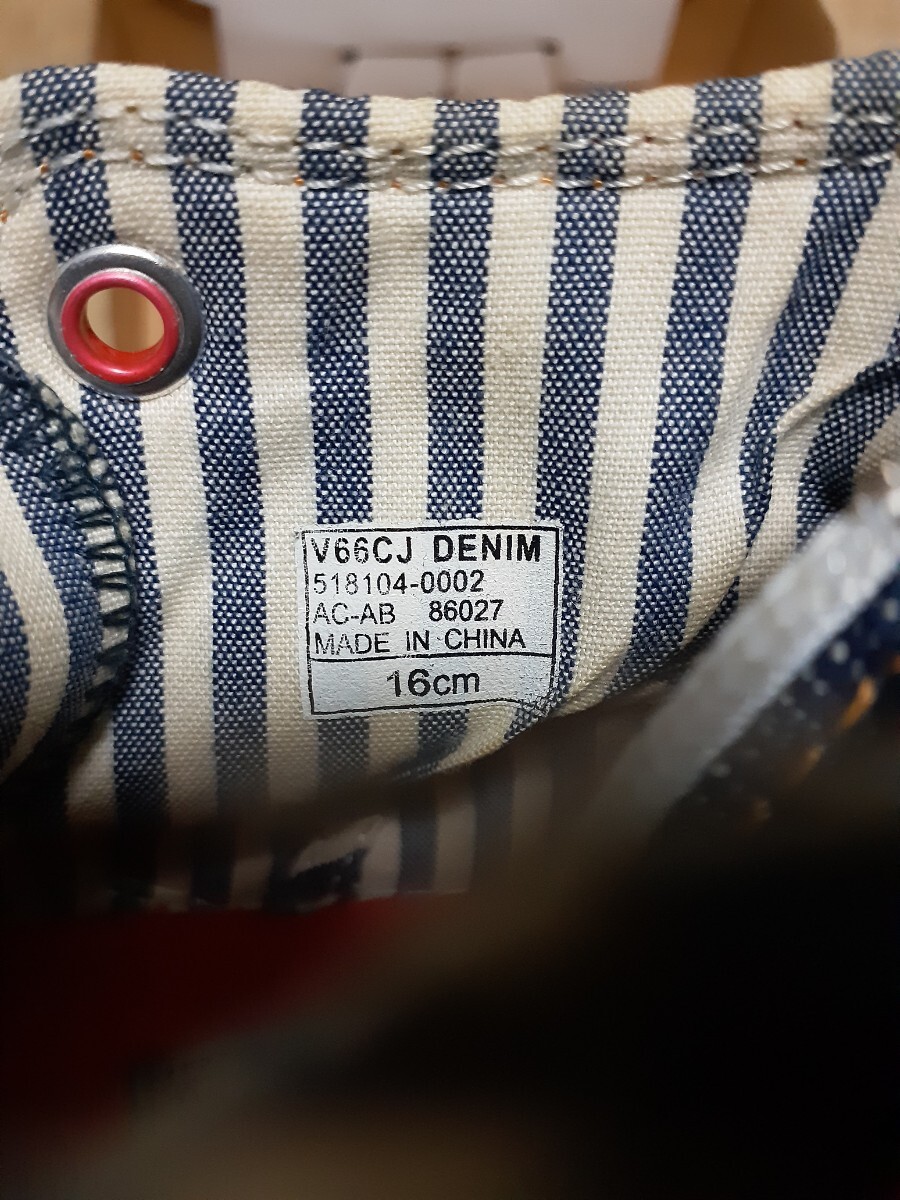 V66CJ DENIM
518104-0002
AC-AB 86027
MADE IN CHINA
16cm